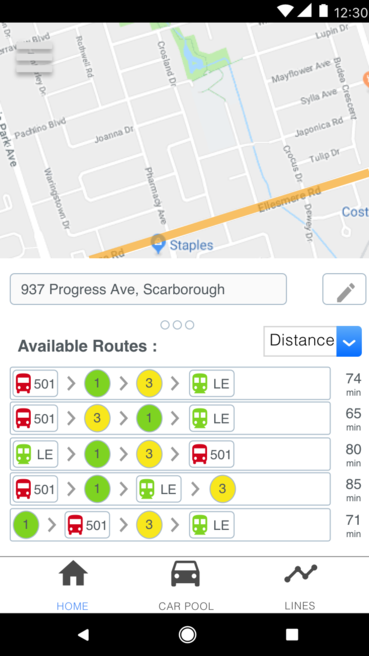 12:30
Lupin Dr
Rothwell Rd
Crosland Dr
Mayflower Ave
Budea Crescent
Sylla Ave
Pachino Blvd
Joanna Dr
Japonica Rd
Tulip Dr
Crocus Dr
Park Ave
Waringstown Dr
Pharmacy Ave
Ellesmere Rd
Dewey Dr
Cost
Staples
Rd
937 Progress Ave, Scarborough
Available Routes :
Distance
501 1 3 LE 74 min
501 3 1 LE 65 min
LE 1 3 501 80 min
501 1 LE 3 85 min
1 501 3 LE 71 min
HOME CAR POOL LINES